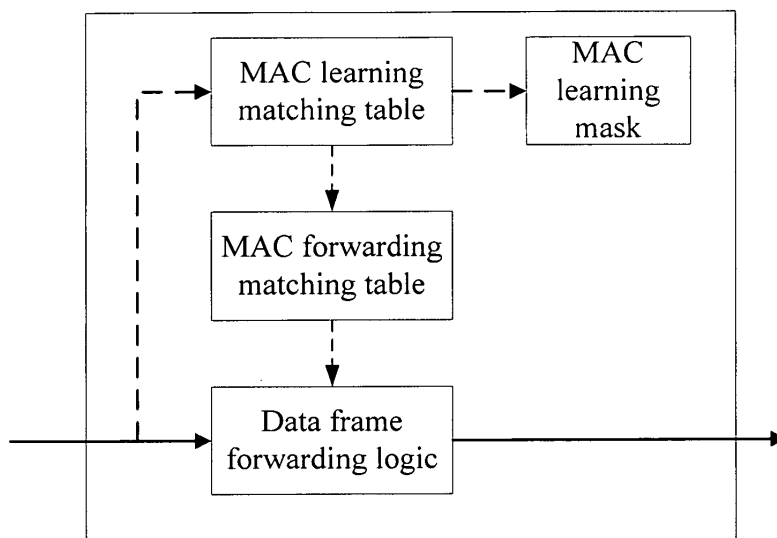 MAC learning
matching table
MAC
learning
mask
MAC forwarding
matching table
Data frame
forwarding logic